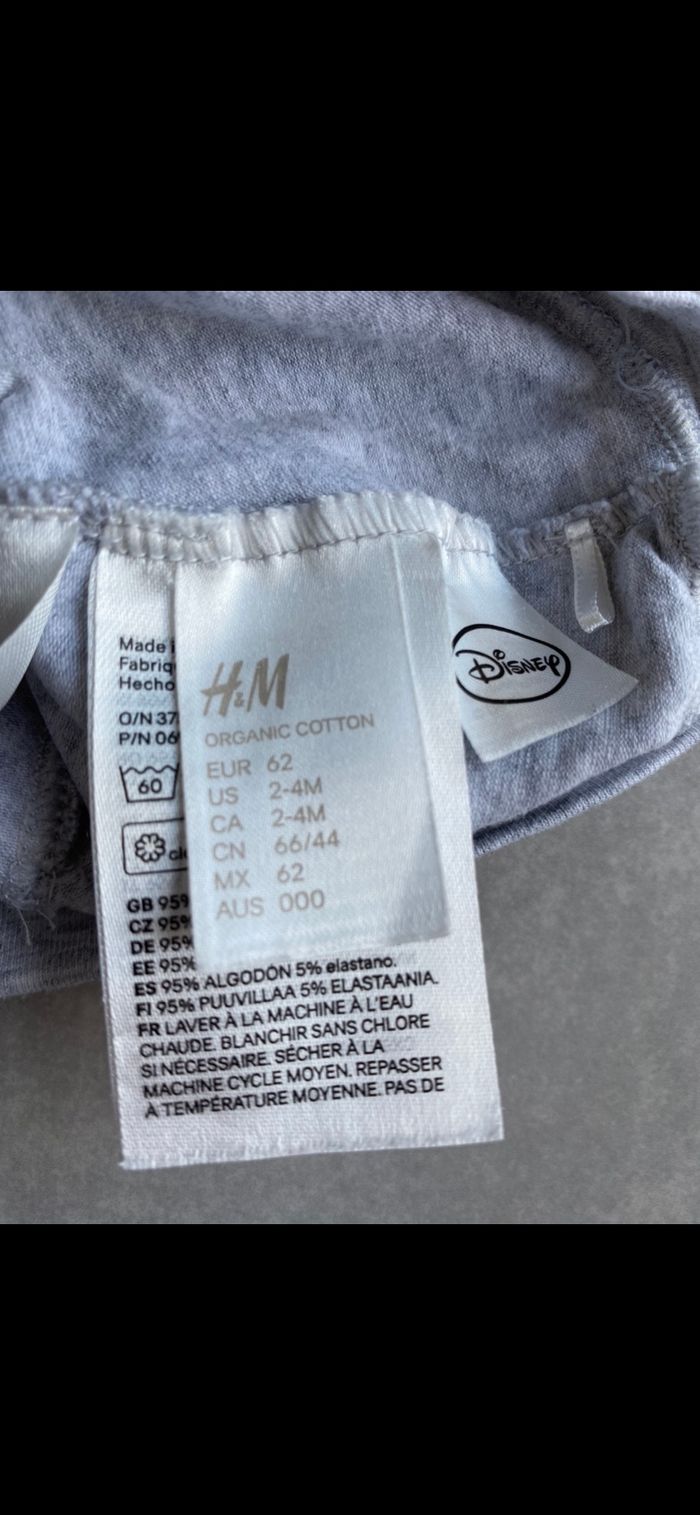 Made
Fabriq
Hecho
O/N 37
P/N 06
60
GB 95%
CZ 95%
DE 95%
EE 95%
ES 95% ALGODÓN 5% elastano.
FI 95% PUUVILLAA 5% ELASTAANIA.
FR LAVER À LA MACHINE À L'EAU
CHAUDE. BLANCHIR SANS CHLORE
SI NÉCESSAIRE. SÉCHER À LA
MACHINE CYCLE MOYEN. REPASSER
À TEMPÉRATURE MOYENNE. PAS DE
H&M
ORGANIC COTTON
EUR 62
US 2-4M
CA 2-4M
CN 66/44
MX 62
AUS 000
Disney